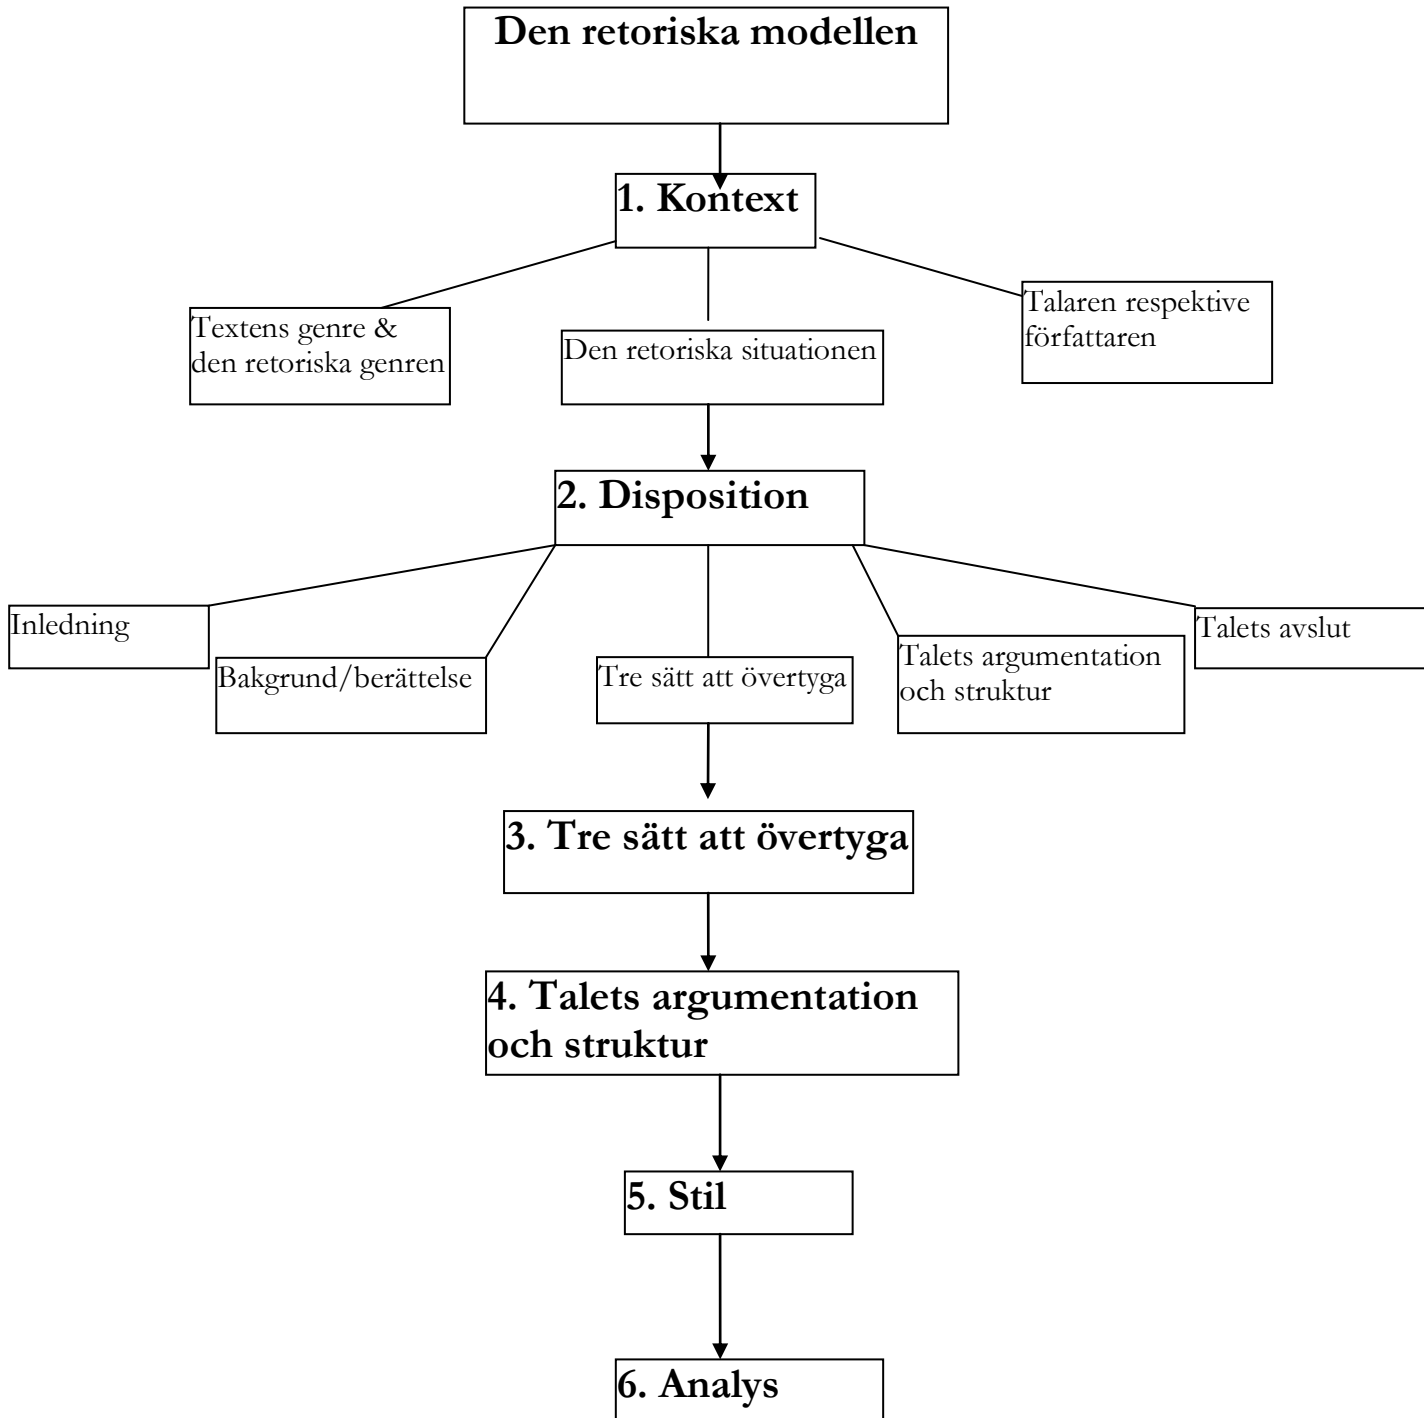 Den retoriska modellen
1. Kontext
Textens genre &
den retoriska genren
Den retoriska situationen
Talaren respektive
författaren
2. Disposition
Inledning
Bakgrund/berättelse
Tre sätt att övertyga
Talets argumentation
och struktur
Talets avslut
3. Tre sätt att övertyga
4. Talets argumentation
och struktur
5. Stil
6. Analys